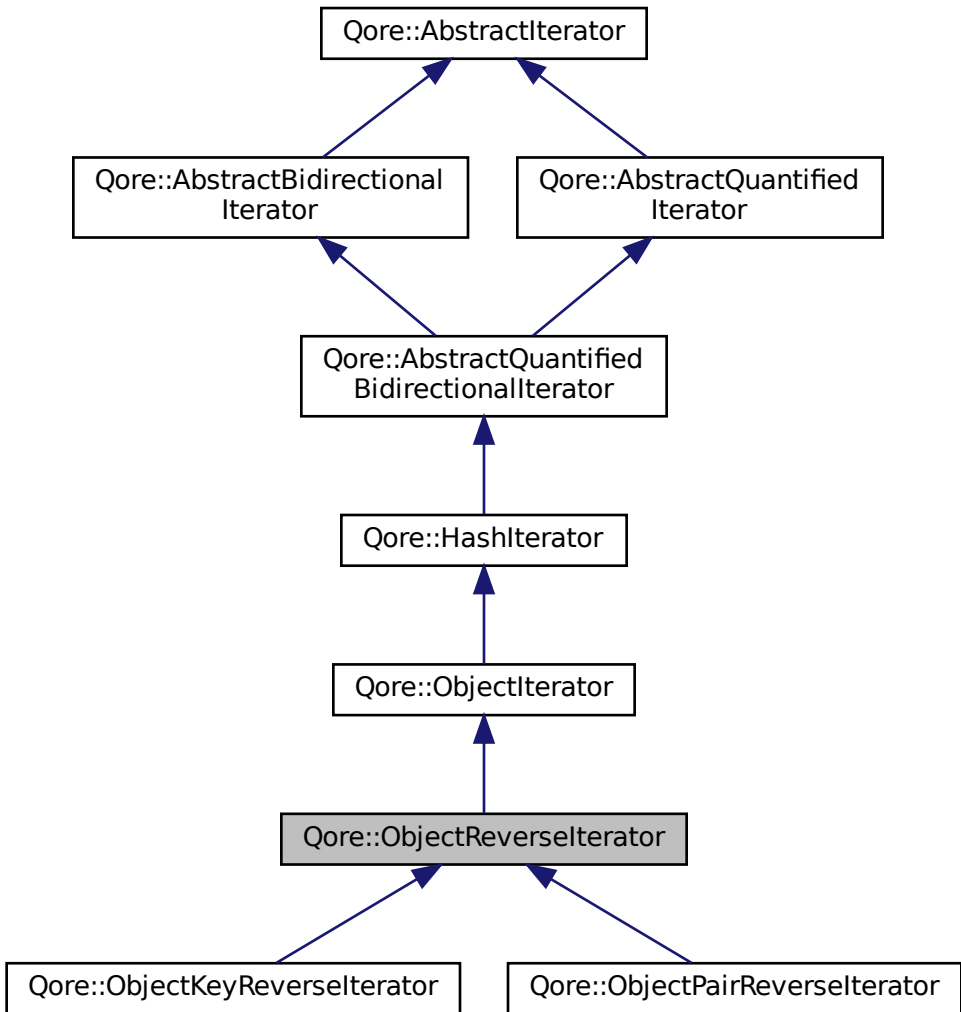 Qore::AbstractIterator
Qore::AbstractBidirectional
Iterator
Qore::AbstractQuantified
Iterator
Qore::AbstractQuantified
BidirectionalIterator
Qore::HashIterator
Qore::ObjectIterator
Qore::ObjectReverseIterator
Qore::ObjectKeyReverseIterator
Qore::ObjectPairReverseIterator